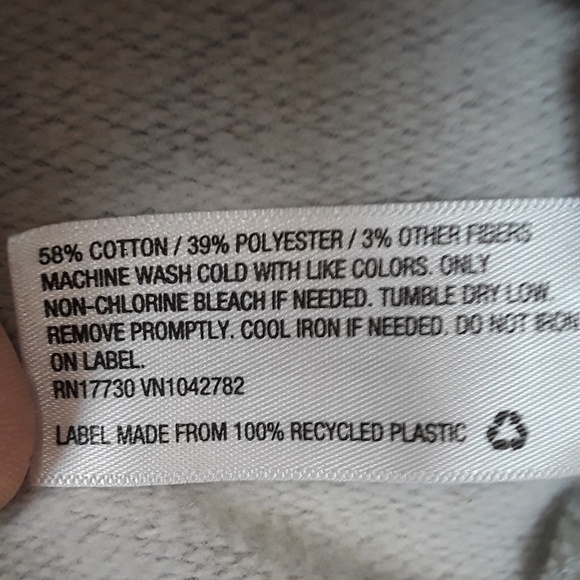 58% COTTON / 39% POLYESTER / 3% OTHER FIBERS
MACHINE WASH COLD WITH LIKE COLORS. ONLY
NON-CHLORINE BLEACH IF NEEDED. TUMBLE DRY LOW.
REMOVE PROMPTLY. COOL IRON IF NEEDED. DO NOT IRON
ON LABEL.
RN17730 VN1042782
LABEL MADE FROM 100% RECYCLED PLASTIC